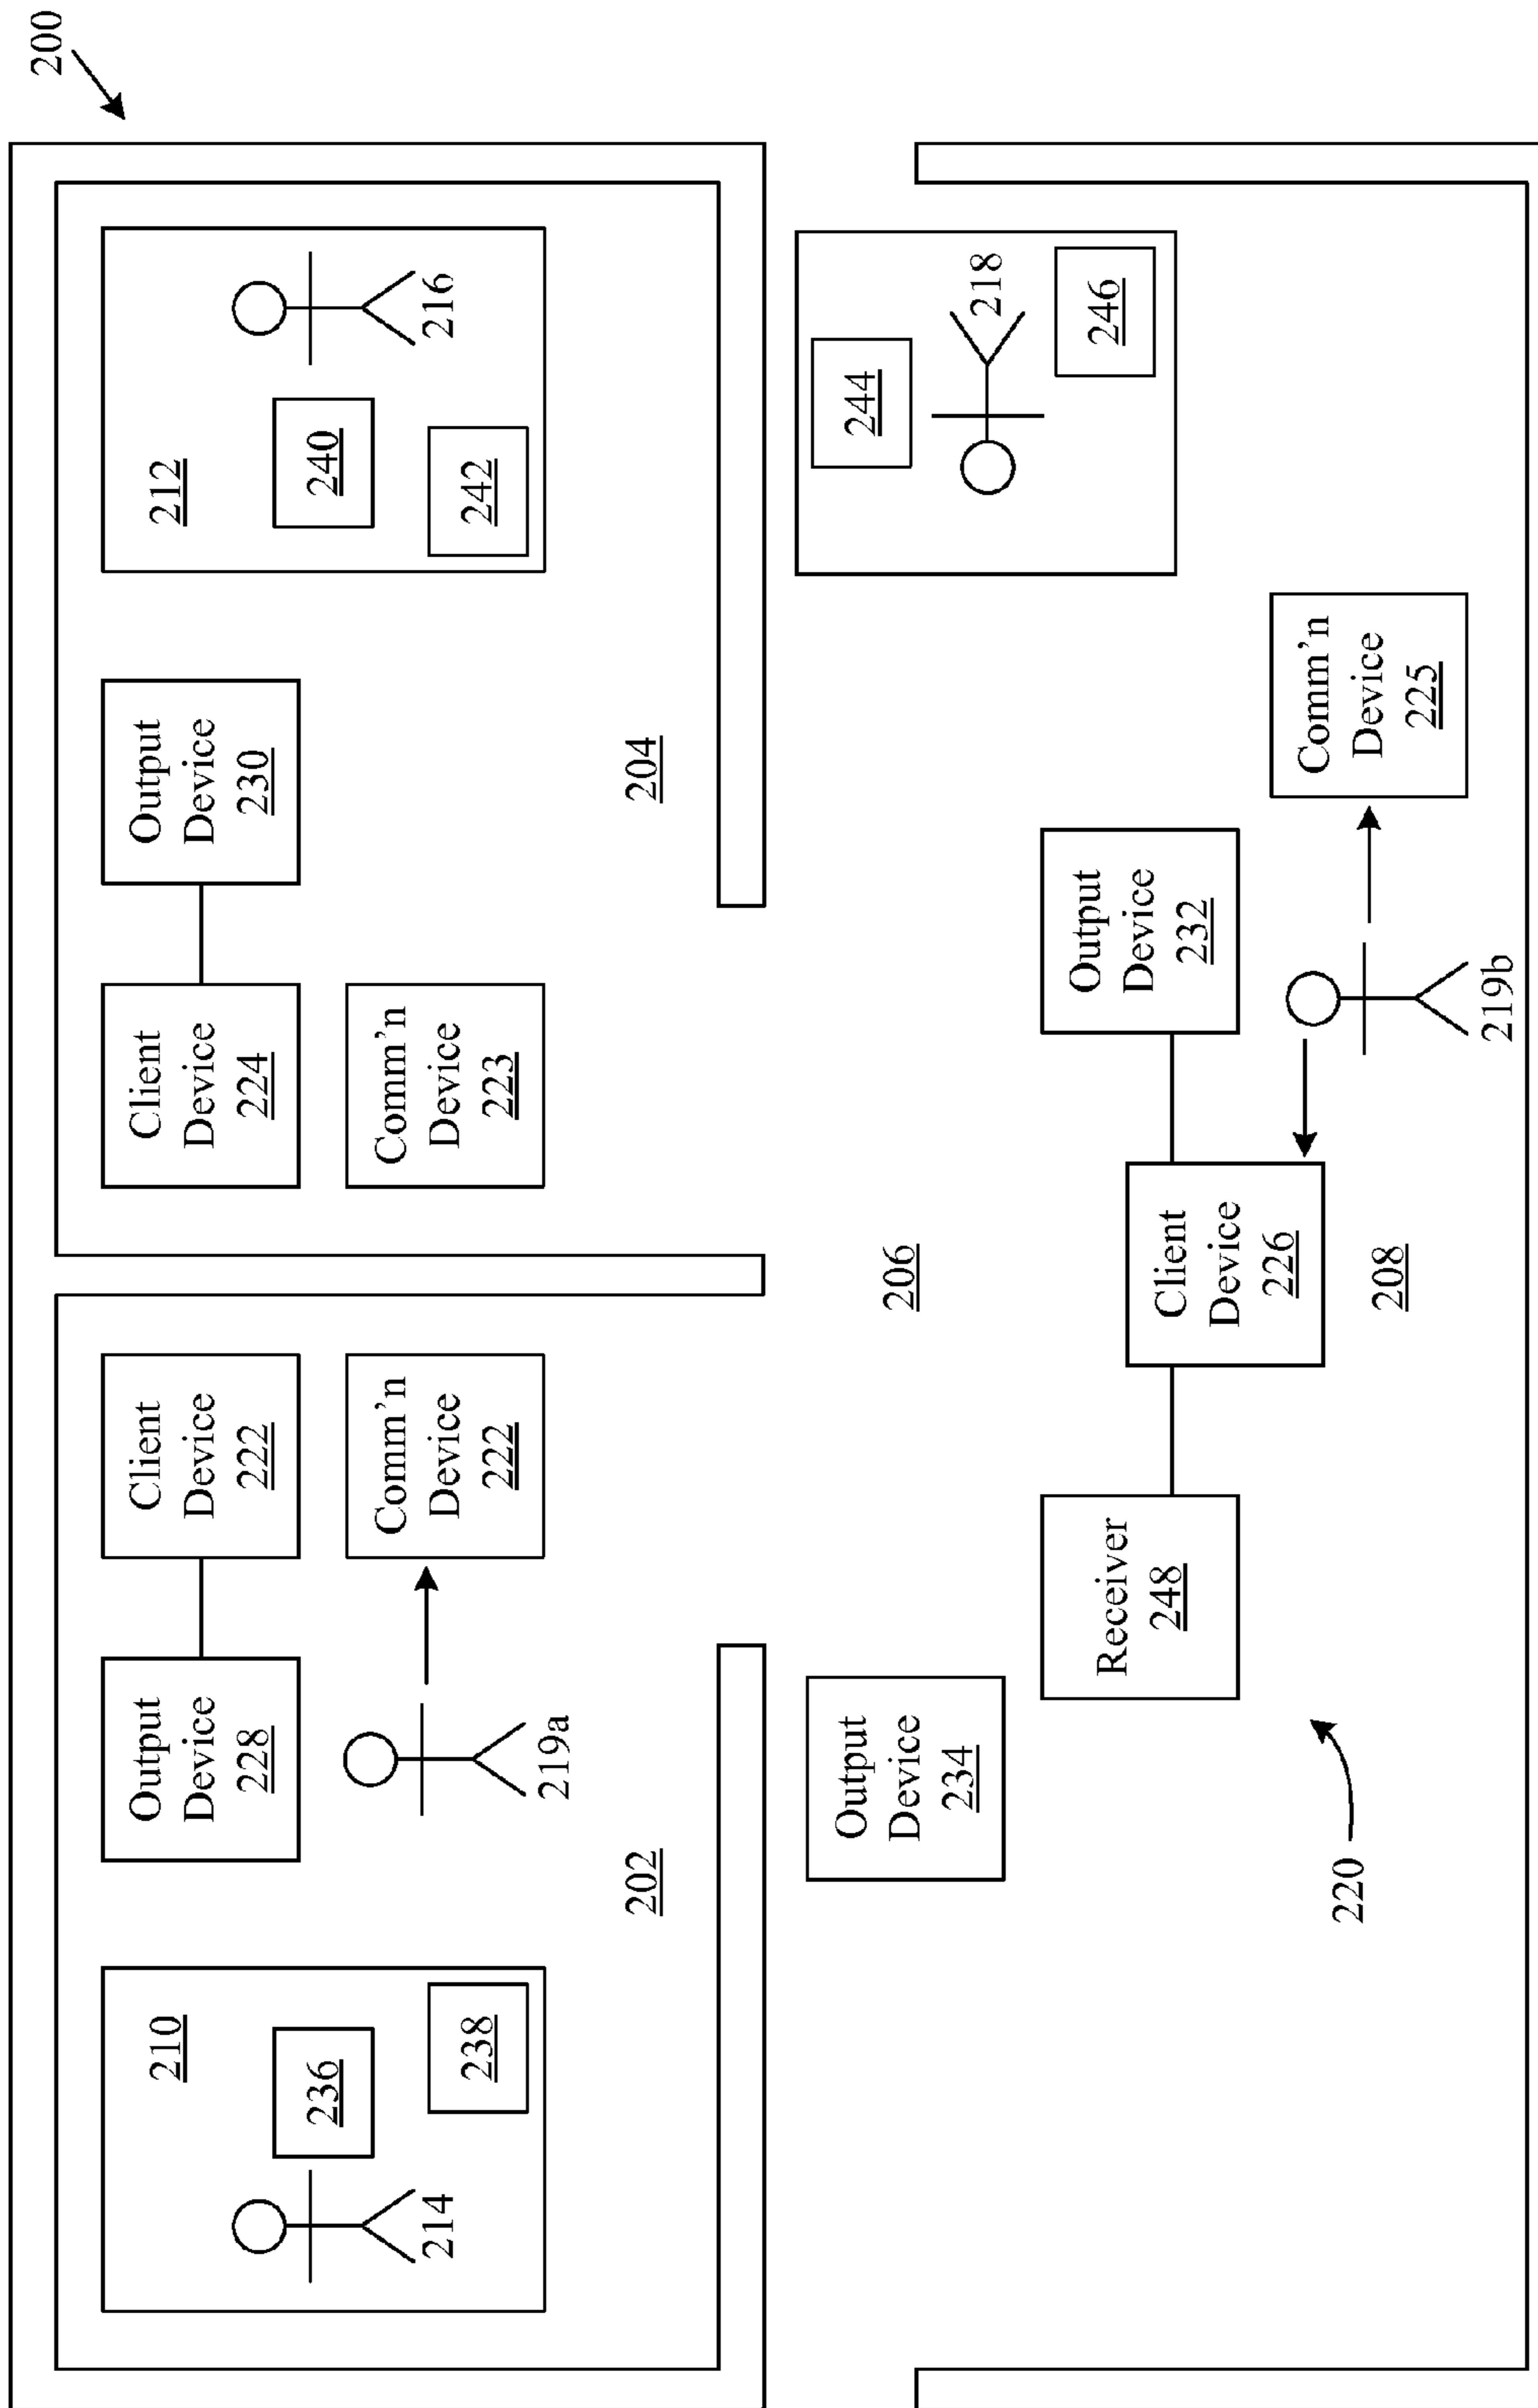 200
210
236
238
214
Output
Device
228
Client
Device
222
Comm'n
Device
222
219a
202
Client
Device
224
Output
Device
230
Comm'n
Device
223
204
212
240
242
216
Output
Device
234
206
244
218
246
Receiver
248
Client
Device
226
Output
Device
232
Comm'n
Device
225
219b
208
220